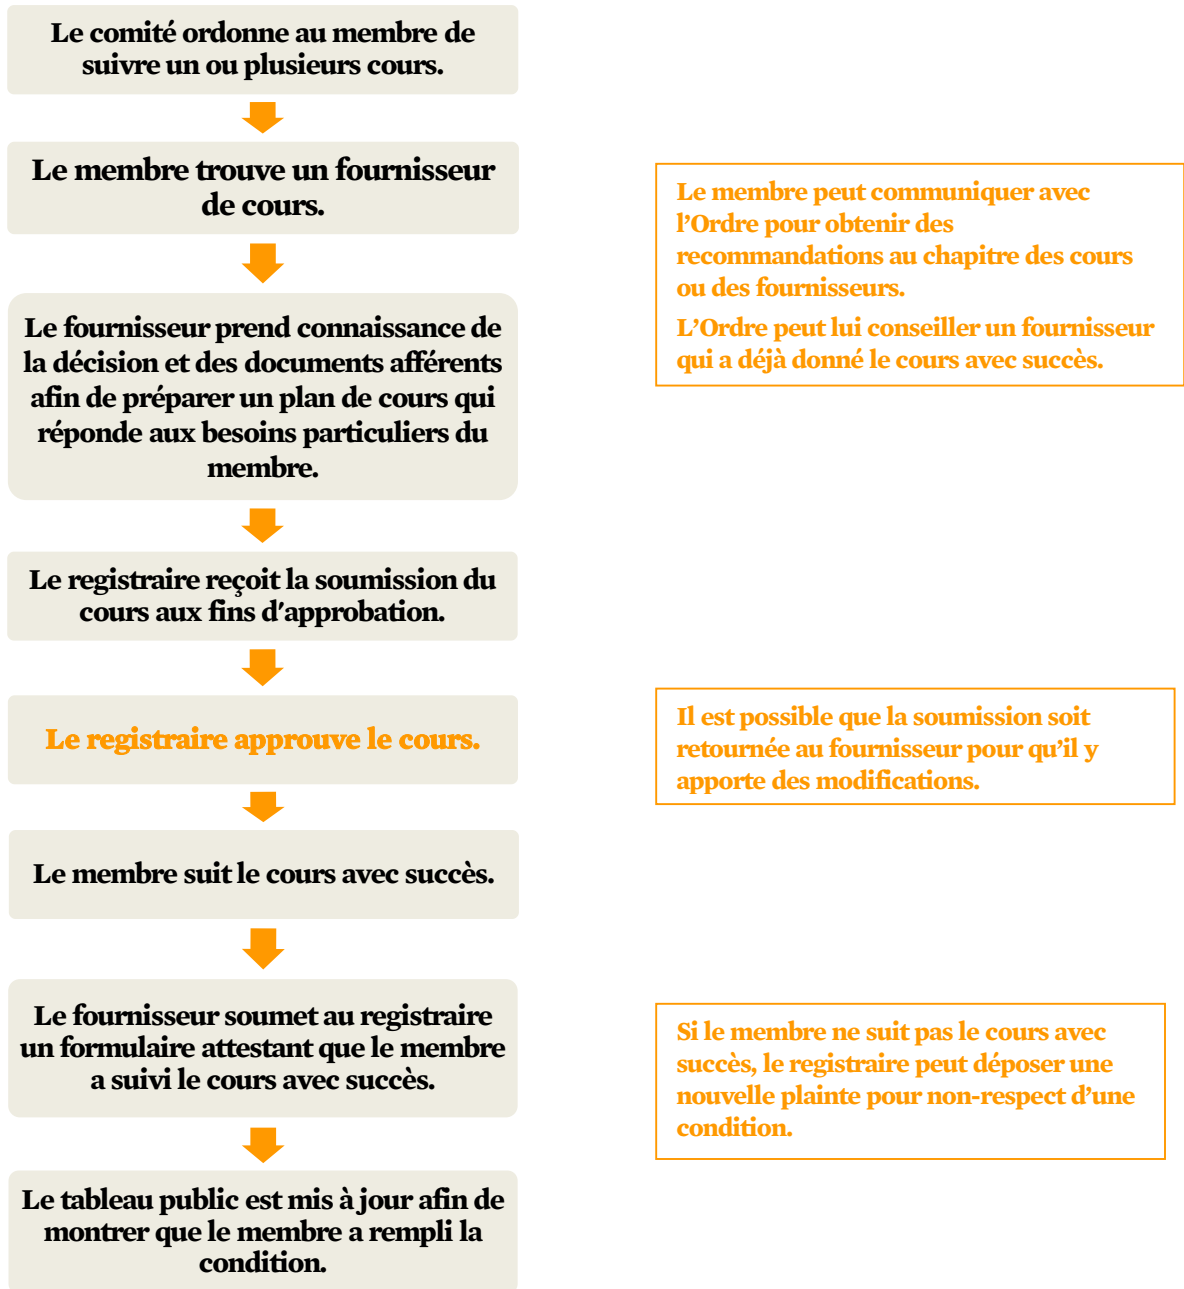 Le comité ordonne au membre de
suivre un ou plusieurs cours.
Le membre trouve un fournisseur
de cours.
Le membre peut communiquer avec
l’Ordre pour obtenir des
recommandations au chapitre des cours
ou des fournisseurs.
L’Ordre peut lui conseiller un fournisseur
qui a déjà donné le cours avec succès.
Le fournisseur prend connaissance de
la décision et des documents afférents
afin de préparer un plan de cours qui
réponde aux besoins particuliers du
membre.
Le registraire reçoit la soumission du
cours aux fins d'approbation.
Le registraire approuve le cours.
Il est possible que la soumission soit
retournée au fournisseur pour qu’il y
apporte des modifications.
Le membre suit le cours avec succès.
Le fournisseur soumet au registraire
un formulaire attestant que le membre
a suivi le cours avec succès.
Si le membre ne suit pas le cours avec
succès, le registraire peut déposer une
nouvelle plainte pour non-respect d’une
condition.
Le tableau public est mis à jour afin de
montrer que le membre a rempli la
condition.